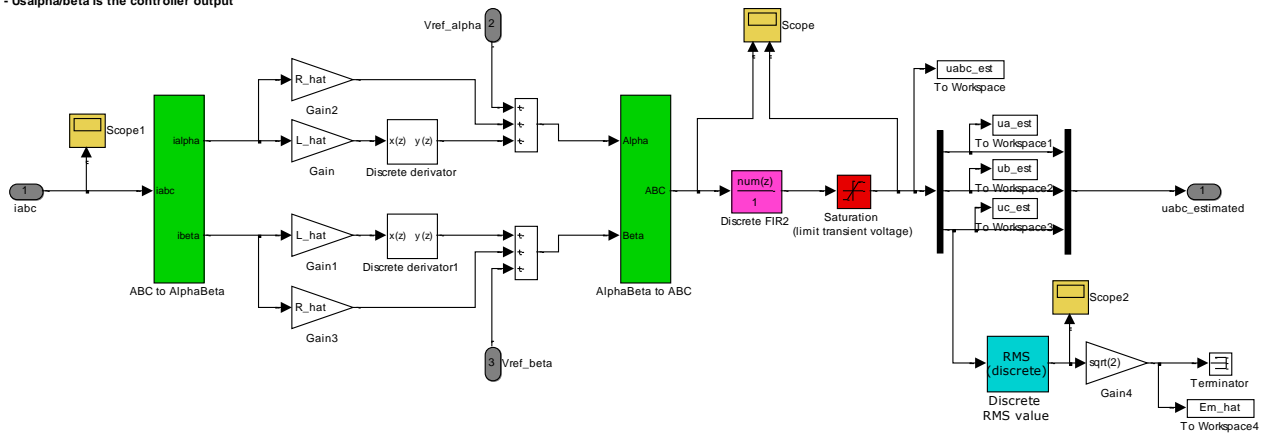 - Usalpha/beta is the controller output
Vref_alpha
2
Scope
R_hat
Gain2
uabc_est
To Workspace
Scope1
ialpha
L_hat
x(z) y(z)
Gain
Discrete derivator
Alpha
ua_est
To Workspace1
1
iabc
iabc
ABC
num(z)
1
Discrete FIR2
Saturation
(limit transient voltage)
ub_est
To Workspace2
uc_est
To Workspace3
1
uabc_estimated
ibeta
L_hat
x(z) y(z)
Gain1
Discrete derivator1
Beta
ABC to AlphaBeta
R_hat
Gain3
AlphaBeta to ABC
Scope2
3
Vref_beta
RMS
(discrete)
Discrete
RMS value
sqrt(2)
Gain4
Terminator
Em_hat
To Workspace4